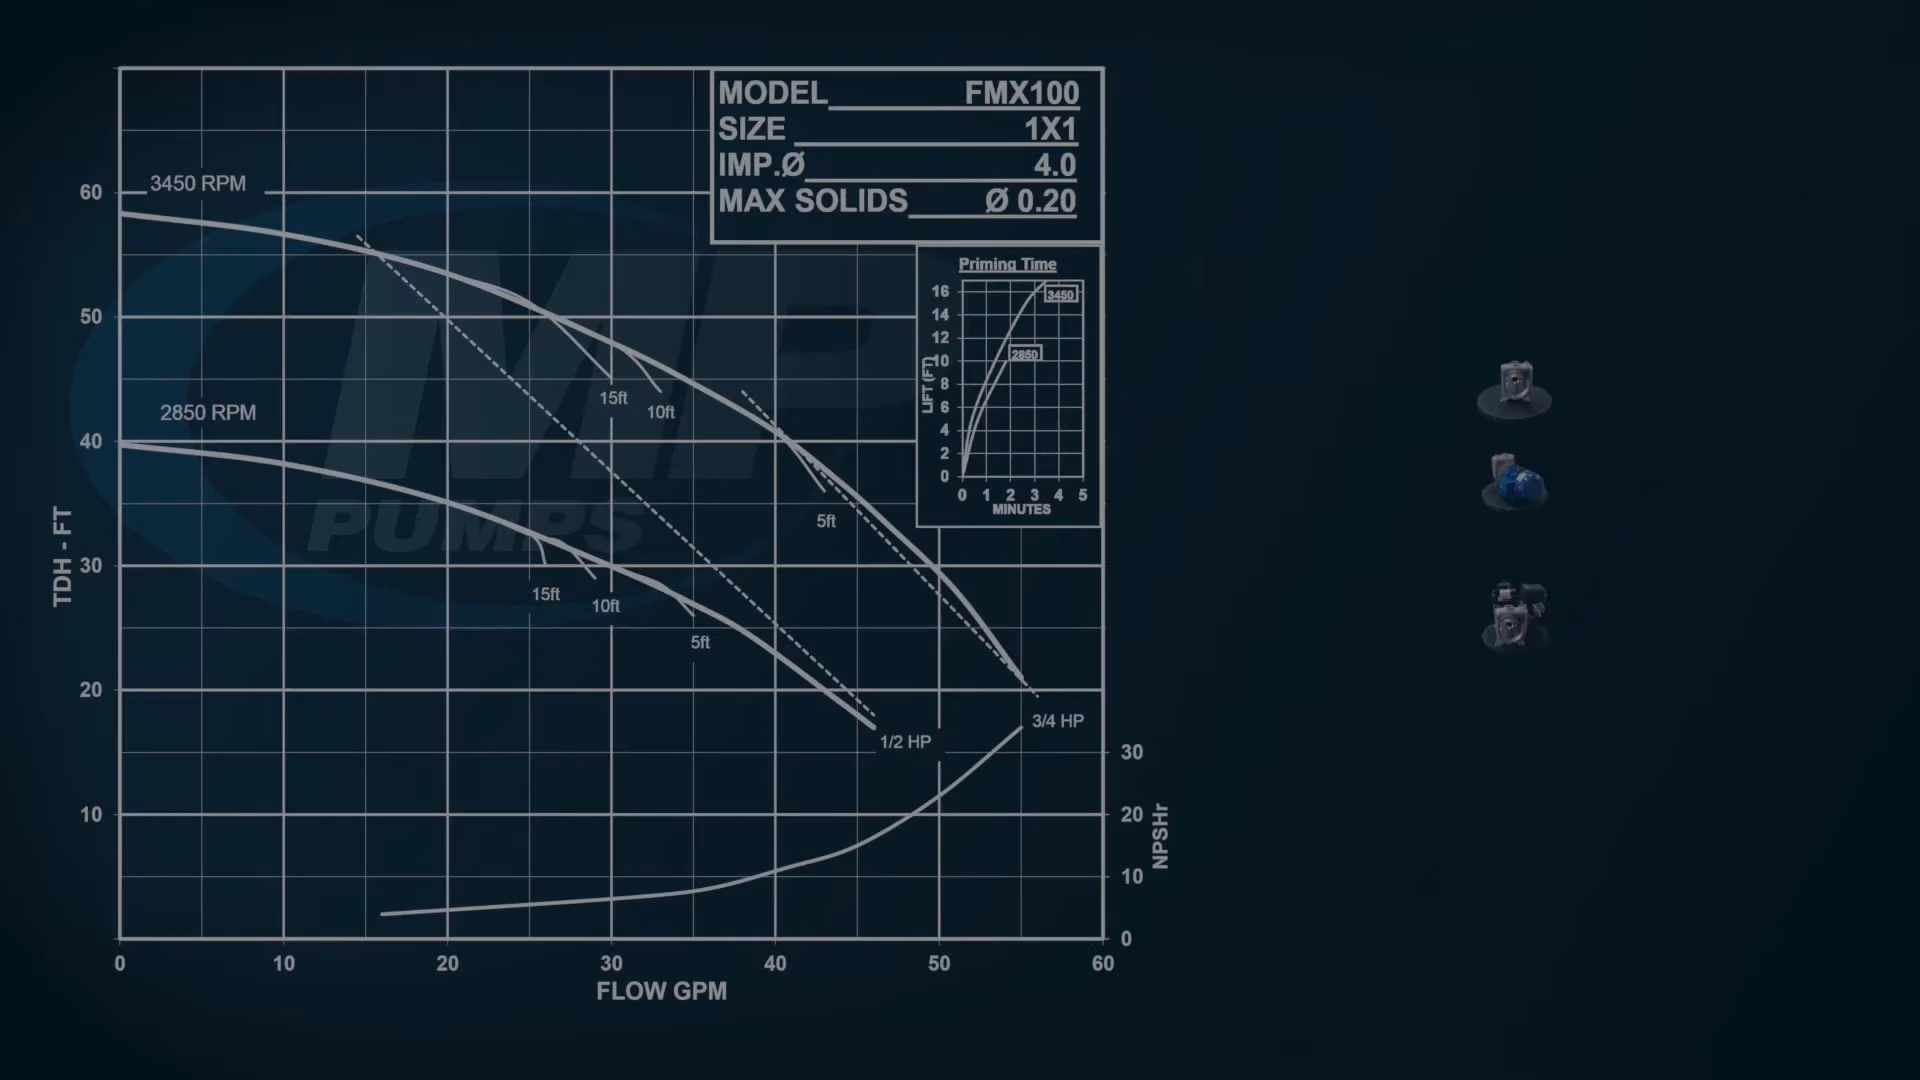 MODEL FMX100
SIZE 1X1
IMP.Ø 4.0
MAX SOLIDS Ø 0.20
Priming Time
16
14
12
10
8
6
4
2
0
LIFT (FT)
3450
2850
0 1 2 3 4 5
MINUTES
3450 RPM
2850 RPM
MP
PUMPS
60
50
40
30
20
10
TDH - FT
15ft
10ft
5ft
15ft
10ft
5ft
1/2 HP
3/4 HP
30
20
10
0
NPSHr
0 10 20 30 40 50 60
FLOW GPM